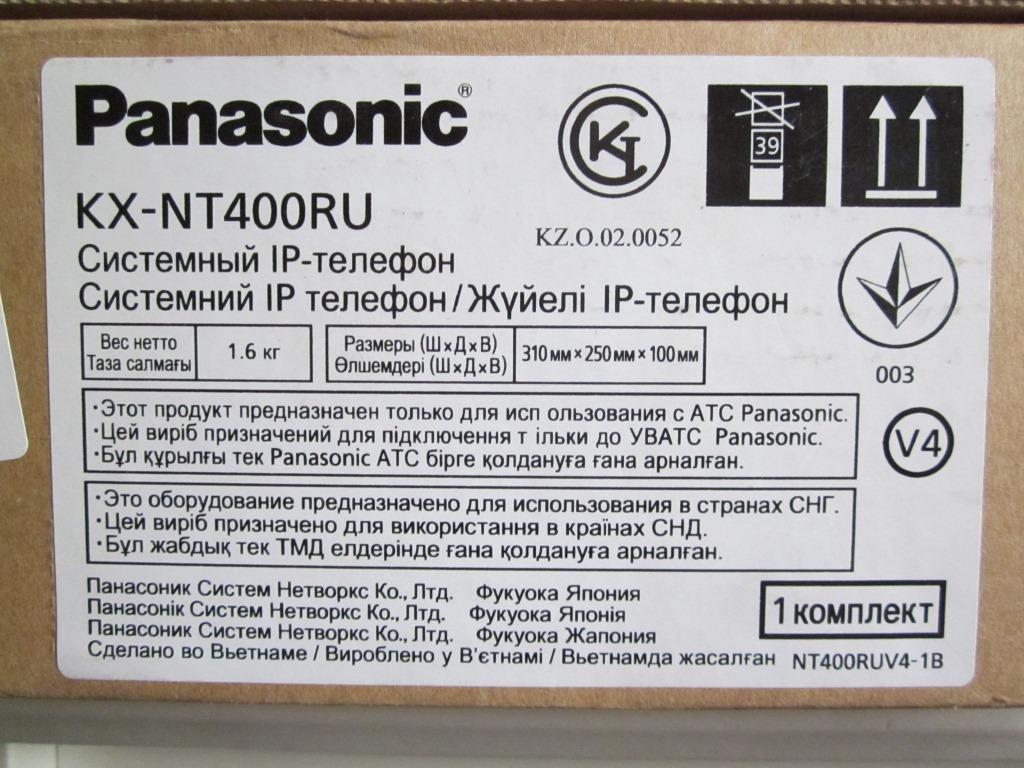 Panasonic®
39
KX-NT400RU
KZ.O.02.0052
Системный IP-телефон
Системний IP телефон/Жүйелі IP-телефон
Вес нетто
Таза салмағы
1.6 кг
Размеры (Ш×Д×В)
Өлшемдері (Ш×Д×В)
310 мм × 250 мм × 100 мм
003
·Этот продукт предназначен только для исп ользования с АТС Panasonic.
·Цей виріб призначений для підключення т ільки до УВАТС Panasonic.
·Бұл құрылғы тек Panasonic АТС бірге қолдануға ғана арналған.
V4
·Это оборудование предназначено для использования в странах СНГ.
·Цей виріб призначено для використання в країнах СНД.
·Бұл жабдық тек ТМД елдерінде ғана қолдануға арналған.
Панасоник Систем Нетворкс Ко., Лтд. Фукуока Япония
Панасонік Систем Нетворкс Ко., Лтд. Фукуока Японія
Панасоник Систем Нетворкс Ко., Лтд. Фукуока Жапония
1 комплект
Сделано во Вьетнаме / Вироблено у В'єтнамі / Вьетнамда жасалған NT400RUV4-1B